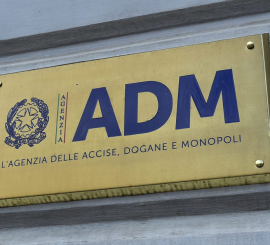 AGENZIA
ADM
L'AGENZIA DELLE ACCISE, DOGANE E MONOPOLI